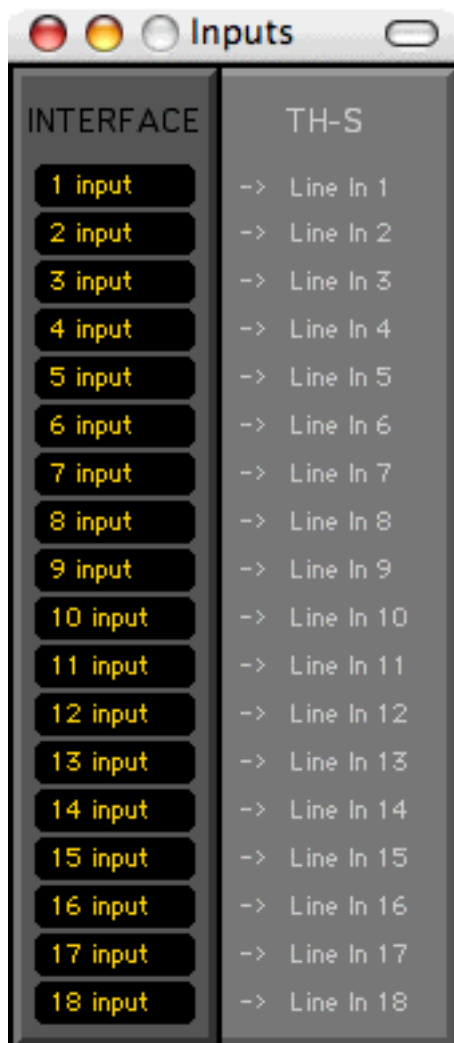 Inputs
INTERFACE TH-S
1 input -> Line In 1
2 input -> Line In 2
3 input -> Line In 3
4 input -> Line In 4
5 input -> Line In 5
6 input -> Line In 6
7 input -> Line In 7
8 input -> Line In 8
9 input -> Line In 9
10 input -> Line In 10
11 input -> Line In 11
12 input -> Line In 12
13 input -> Line In 13
14 input -> Line In 14
15 input -> Line In 15
16 input -> Line In 16
17 input -> Line In 17
18 input -> Line In 18